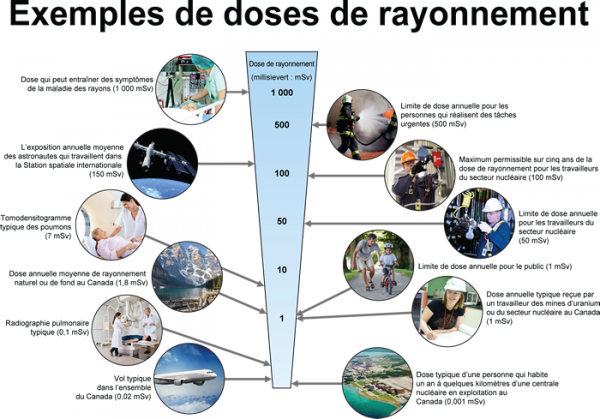 Exemples de doses de rayonnement
Dose de rayonnement
(millisievert : mSv)
1 000
500
100
50
10
1
Dose qui peut entraîner des symptômes
de la maladie des rayons (1 000 mSv)
L'exposition annuelle moyenne
des astronautes qui travaillent dans
la Station spatiale internationale
(150 mSv)
Tomodensitogramme
typique des poumons
(7 mSv)
Dose annuelle moyenne de rayonnement
naturel ou de fond au Canada (1,8 mSv)
Radiographie pulmonaire
typique (0,1 mSv)
Vol typique
dans l'ensemble
du Canada (0,02 mSv)
Limite de dose annuelle pour les
personnes qui réalisent des tâches
urgentes (500 mSv)
Maximum permissible sur cinq ans de la
dose de rayonnement pour les travailleurs
du secteur nucléaire (100 mSv)
Limite de dose annuelle
pour les travailleurs du
secteur nucléaire
(50 mSv)
Limite de dose annuelle pour le public (1 mSv)
Dose annuelle typique reçue par
un travailleur des mines d'uranium
ou du secteur nucléaire au Canada
(1 mSv)
Dose typique d'une personne qui habite
un an à quelques kilomètres d'une centrale
nucléaire en exploitation au
Canada (0,001 mSv)